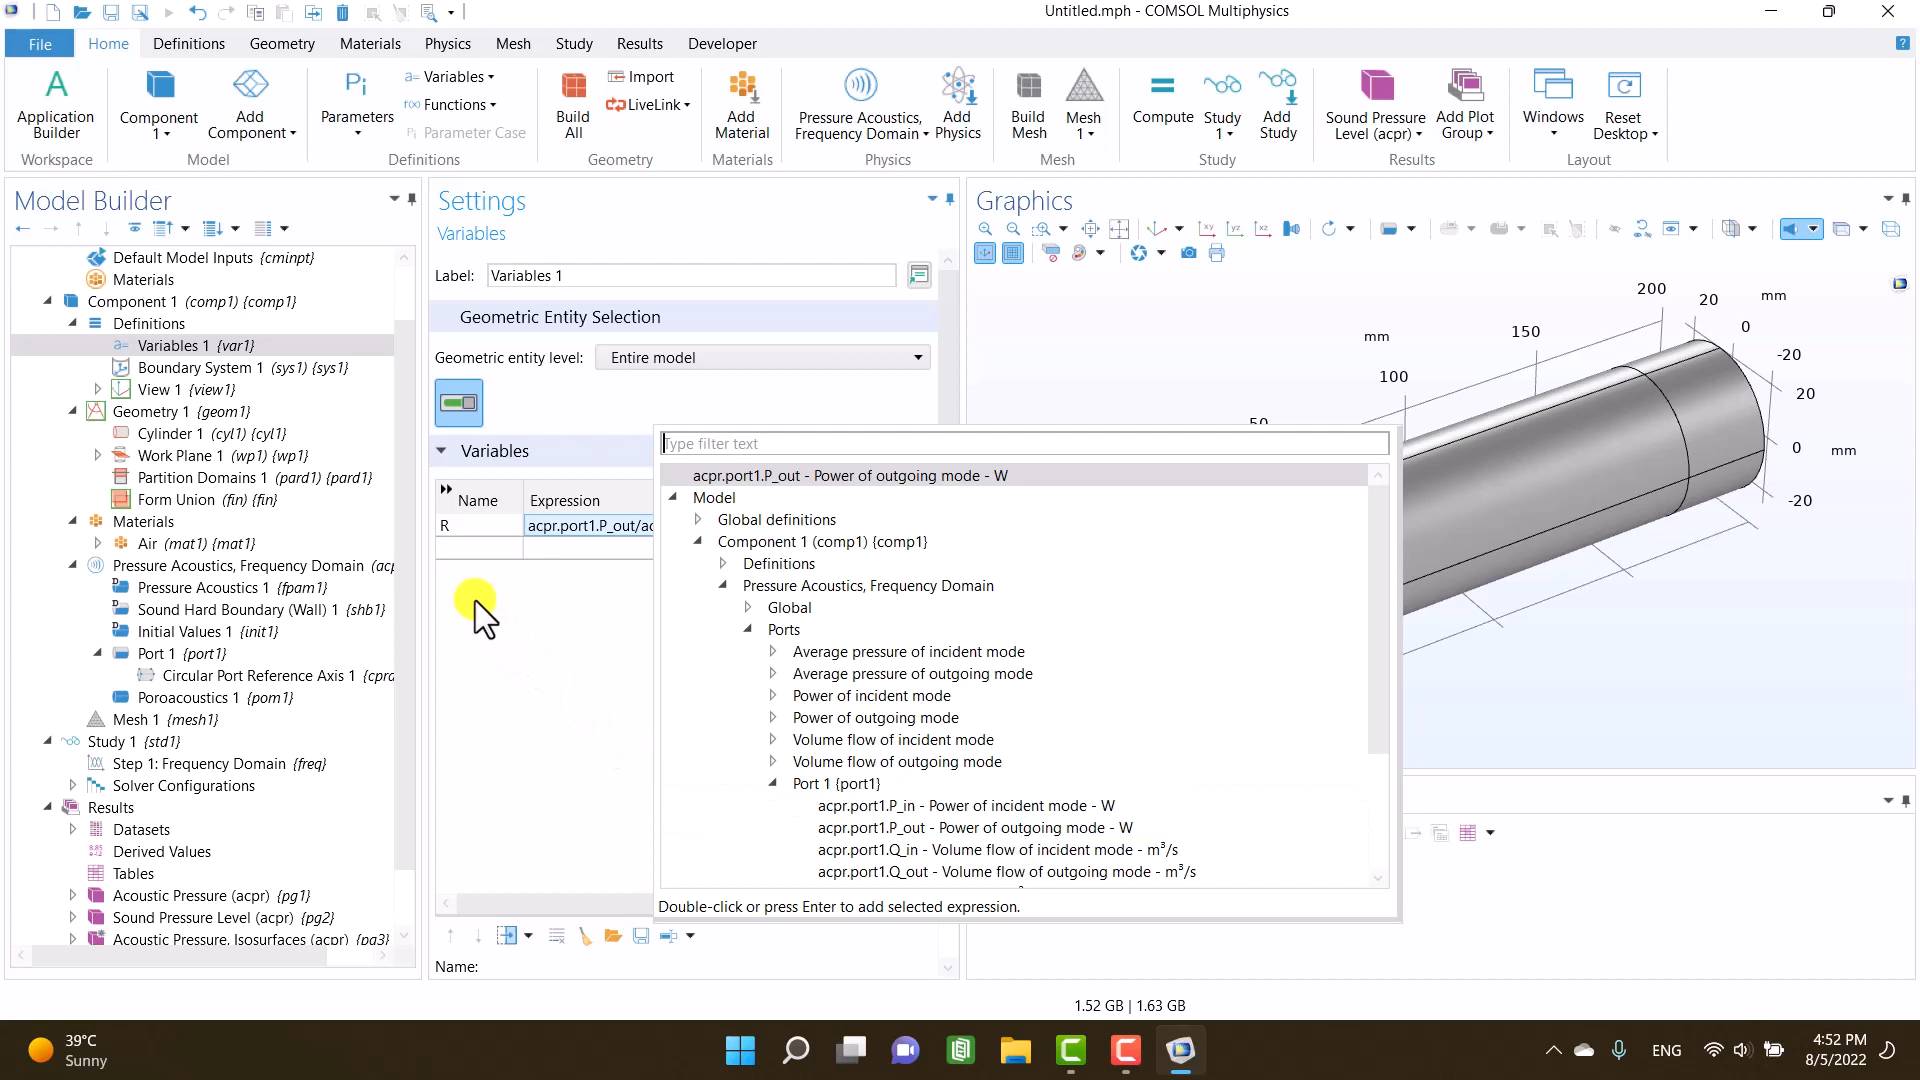 Untitled.mph - COMSOL Multiphysics
File Home Definitions Geometry Materials Physics Mesh Study Results Developer
Application Builder
Workspace
Component 1
Add Component
Model
Pi
Parameters
a= Variables
f(x) Functions
Pi Parameter Case
Definitions
Build All
Import
LiveLink
Geometry
Add Material
Materials
Pressure Acoustics, Frequency Domain
Add Physics
Physics
Build Mesh
Mesh 1
Mesh
Compute
Study 1
Add Study
Study
Sound Pressure Level (acpr)
Add Plot Group
Results
Windows
Reset Desktop
Layout
Model Builder
Default Model Inputs {cminpt}
Materials
Component 1 (comp1) {comp1}
Definitions
a= Variables 1 {var1}
Boundary System 1 (sys1) {sys1}
View 1 {view1}
Geometry 1 {geom1}
Cylinder 1 (cyl1) {cyl1}
Work Plane 1 (wp1) {wp1}
Partition Domains 1 (pard1) {pard1}
Form Union (fin) {fin}
Materials
Air (mat1) {mat1}
Pressure Acoustics, Frequency Domain (acp
Pressure Acoustics 1 {fpam1}
Sound Hard Boundary (Wall) 1 {shb1}
Initial Values 1 {init1}
Port 1 {port1}
Circular Port Reference Axis 1 {cpra
Poroacoustics 1 {pom1}
Mesh 1 {mesh1}
Study 1 {std1}
Step 1: Frequency Domain {freq}
Solver Configurations
Results
Datasets
Derived Values
Tables
Acoustic Pressure (acpr) {pg1}
Sound Pressure Level (acpr) {pg2}
Acoustic Pressure, Isosurfaces (acpr) {pg3}
Settings
Variables
Label: Variables 1
Geometric Entity Selection
Geometric entity level: Entire model
Variables
Name Expression
R acpr.port1.P_out/ac
Name:
Type filter text
acpr.port1.P_out - Power of outgoing mode - W
Model
Global definitions
Component 1 (comp1) {comp1}
Definitions
Pressure Acoustics, Frequency Domain
Global
Ports
Average pressure of incident mode
Average pressure of outgoing mode
Power of incident mode
Power of outgoing mode
Volume flow of incident mode
Volume flow of outgoing mode
Port 1 {port1}
acpr.port1.P_in - Power of incident mode - W
acpr.port1.P_out - Power of outgoing mode - W
acpr.port1.Q_in - Volume flow of incident mode - m³/s
acpr.port1.Q_out - Volume flow of outgoing mode - m³/s
Double-click or press Enter to add selected expression.
Graphics
xy yz xz
200 20 mm
mm 150 0
-20
100 20
50
0 mm
-20
1.52 GB | 1.63 GB
39°C
Sunny
ENG
4:52 PM
8/5/2022